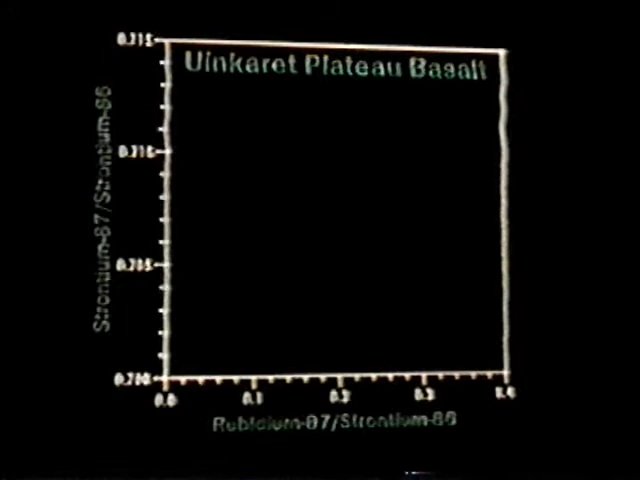 Uinkaret Plateau Basalt
0.715
0.710
0.705
0.700
Strontium-87/Strontium-86
0.0 0.1 0.2 0.3 0.4
Rubidium-87/Strontium-86